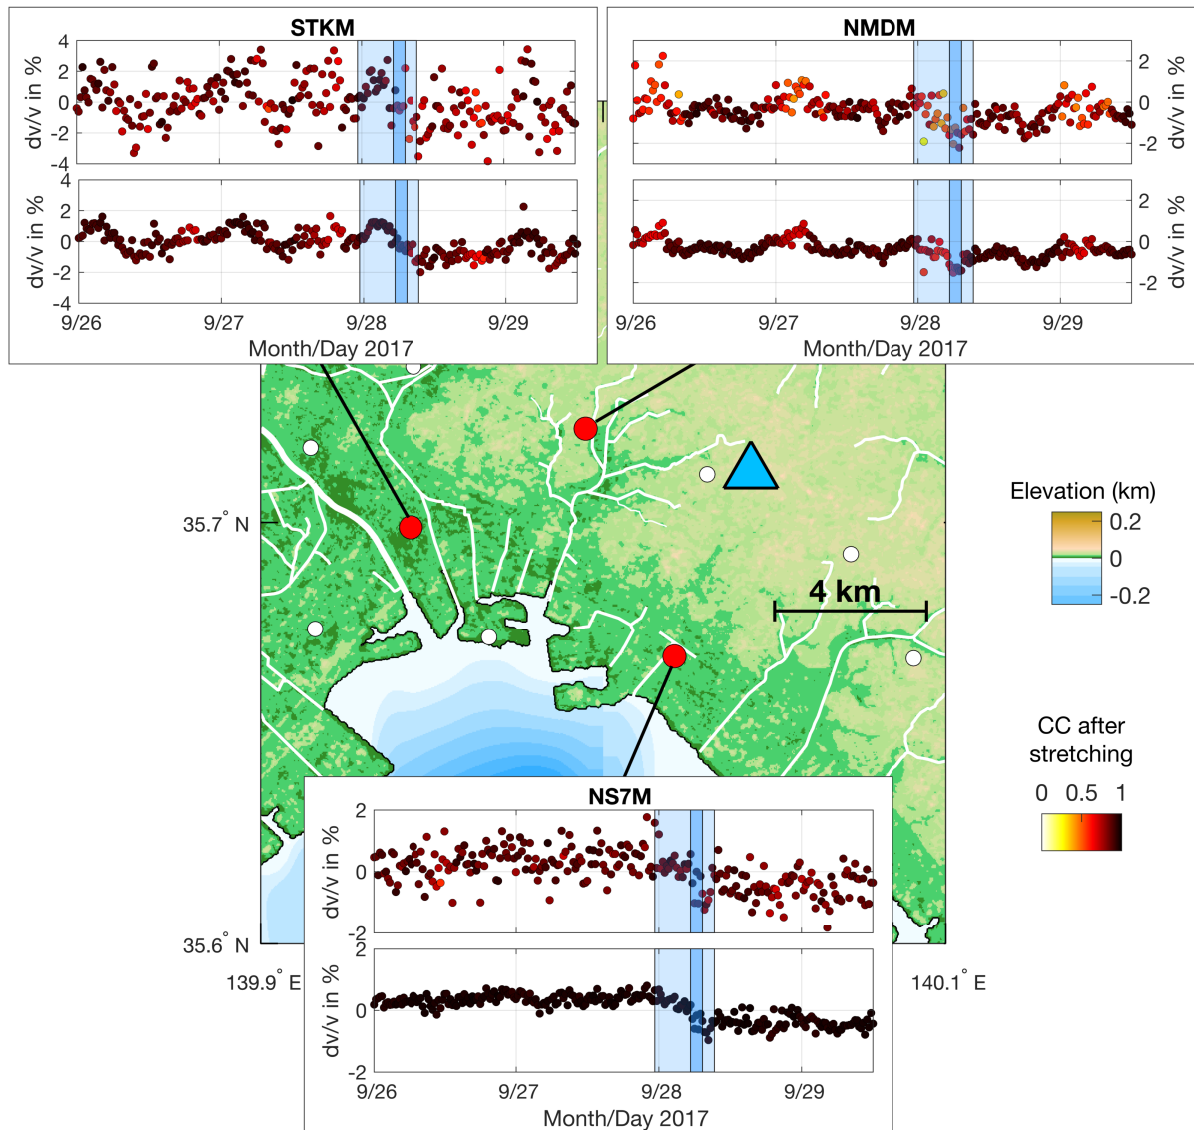 STKM
4
2
0
-2
-4
dv/v in %
4
2
0
-2
-4
dv/v in %
9/26
9/27
9/28
9/29
Month/Day 2017
NMDM
2
0
-2
dv/v in %
2
0
-2
dv/v in %
9/26
9/27
9/28
9/29
Month/Day 2017
35.7° N
4 km
Elevation (km)
0.2
0
-0.2
CC after
stretching
0 0.5 1
35.6° N
139.9° E
140.1° E
NS7M
2
0
-2
dv/v in %
2
0
-2
dv/v in %
9/26
9/27
9/28
9/29
Month/Day 2017